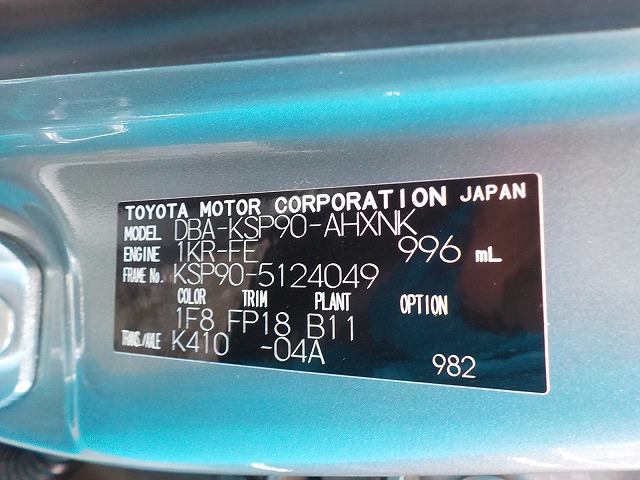 TOYOTA MOTOR CORPORATION JAPAN
MODEL DBA-KSP90-AHXNK
ENGINE 1KR-FE 996 mL
FRAME No. KSP90-5124049
COLOR TRIM PLANT OPTION
1F8 FP18 B11
TRANS./AXLE K410 -04A
982